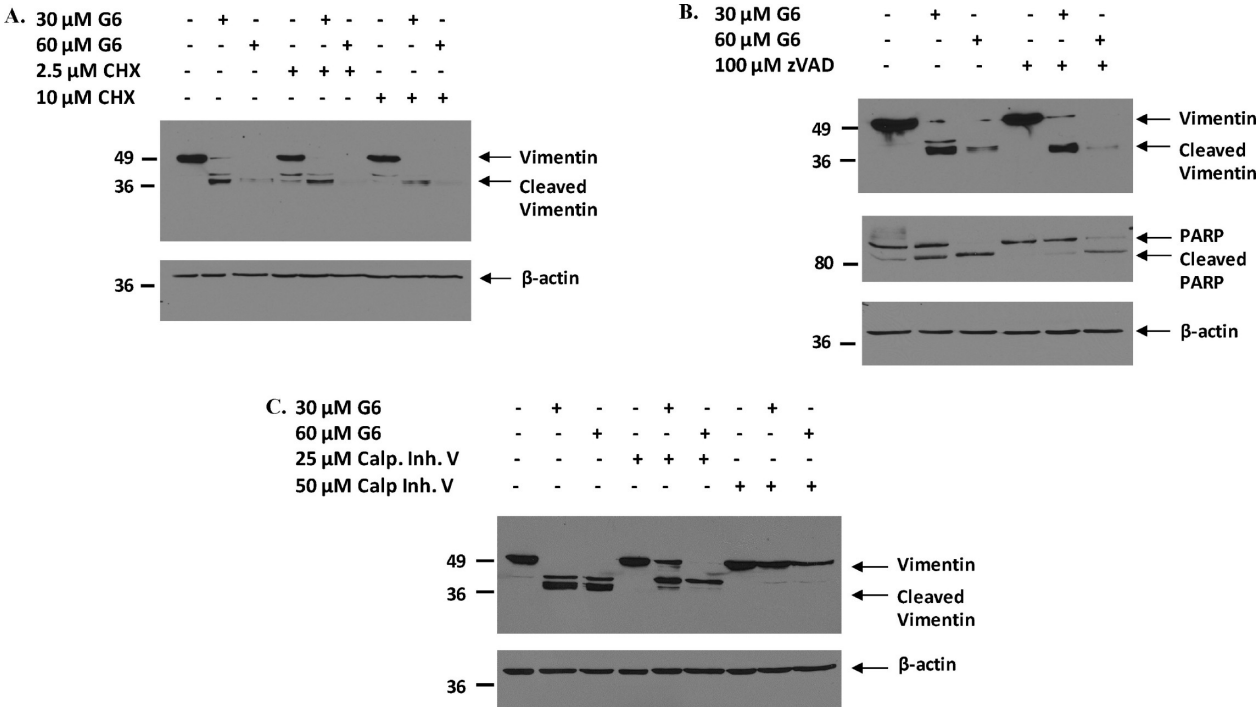 A.
30 µM G6 - + - - + - - + -
60 µM G6 - - + - - + - - +
2.5 µM CHX - - - + + + - - -
10 µM CHX - - - - - - + + +
49
36
Vimentin
Cleaved
Vimentin
36
β-actin
B.
30 µM G6 - + - - + -
60 µM G6 - - + - - +
100 µM zVAD - - - + + +
49
36
Vimentin
Cleaved
Vimentin
80
PARP
Cleaved
PARP
36
β-actin
C.
30 µM G6 - + - - + - - + -
60 µM G6 - - + - - + - - +
25 µM Calp. Inh. V - - - + + + - - -
50 µM Calp Inh. V - - - - - - + + +
49
36
Vimentin
Cleaved
Vimentin
36
β-actin